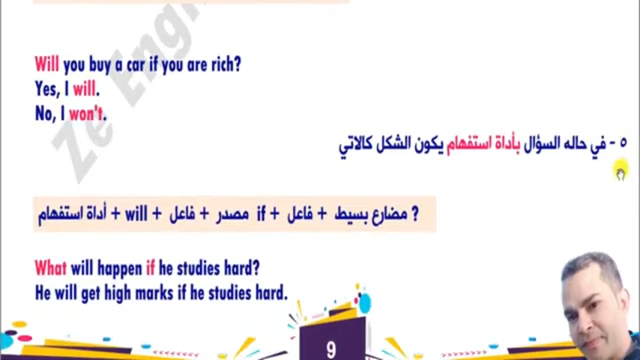 Will you buy a car if you are rich?
Yes, I will.
No, I won't.
٥ - في حاله السؤال بأداة استفهام يكون الشكل كالاتي
أداة استفهام + will + فاعل + مصدر if + فاعل + مضارع بسيط ?
What will happen if he studies hard?
He will get high marks if he studies hard.
9
Ze Engl